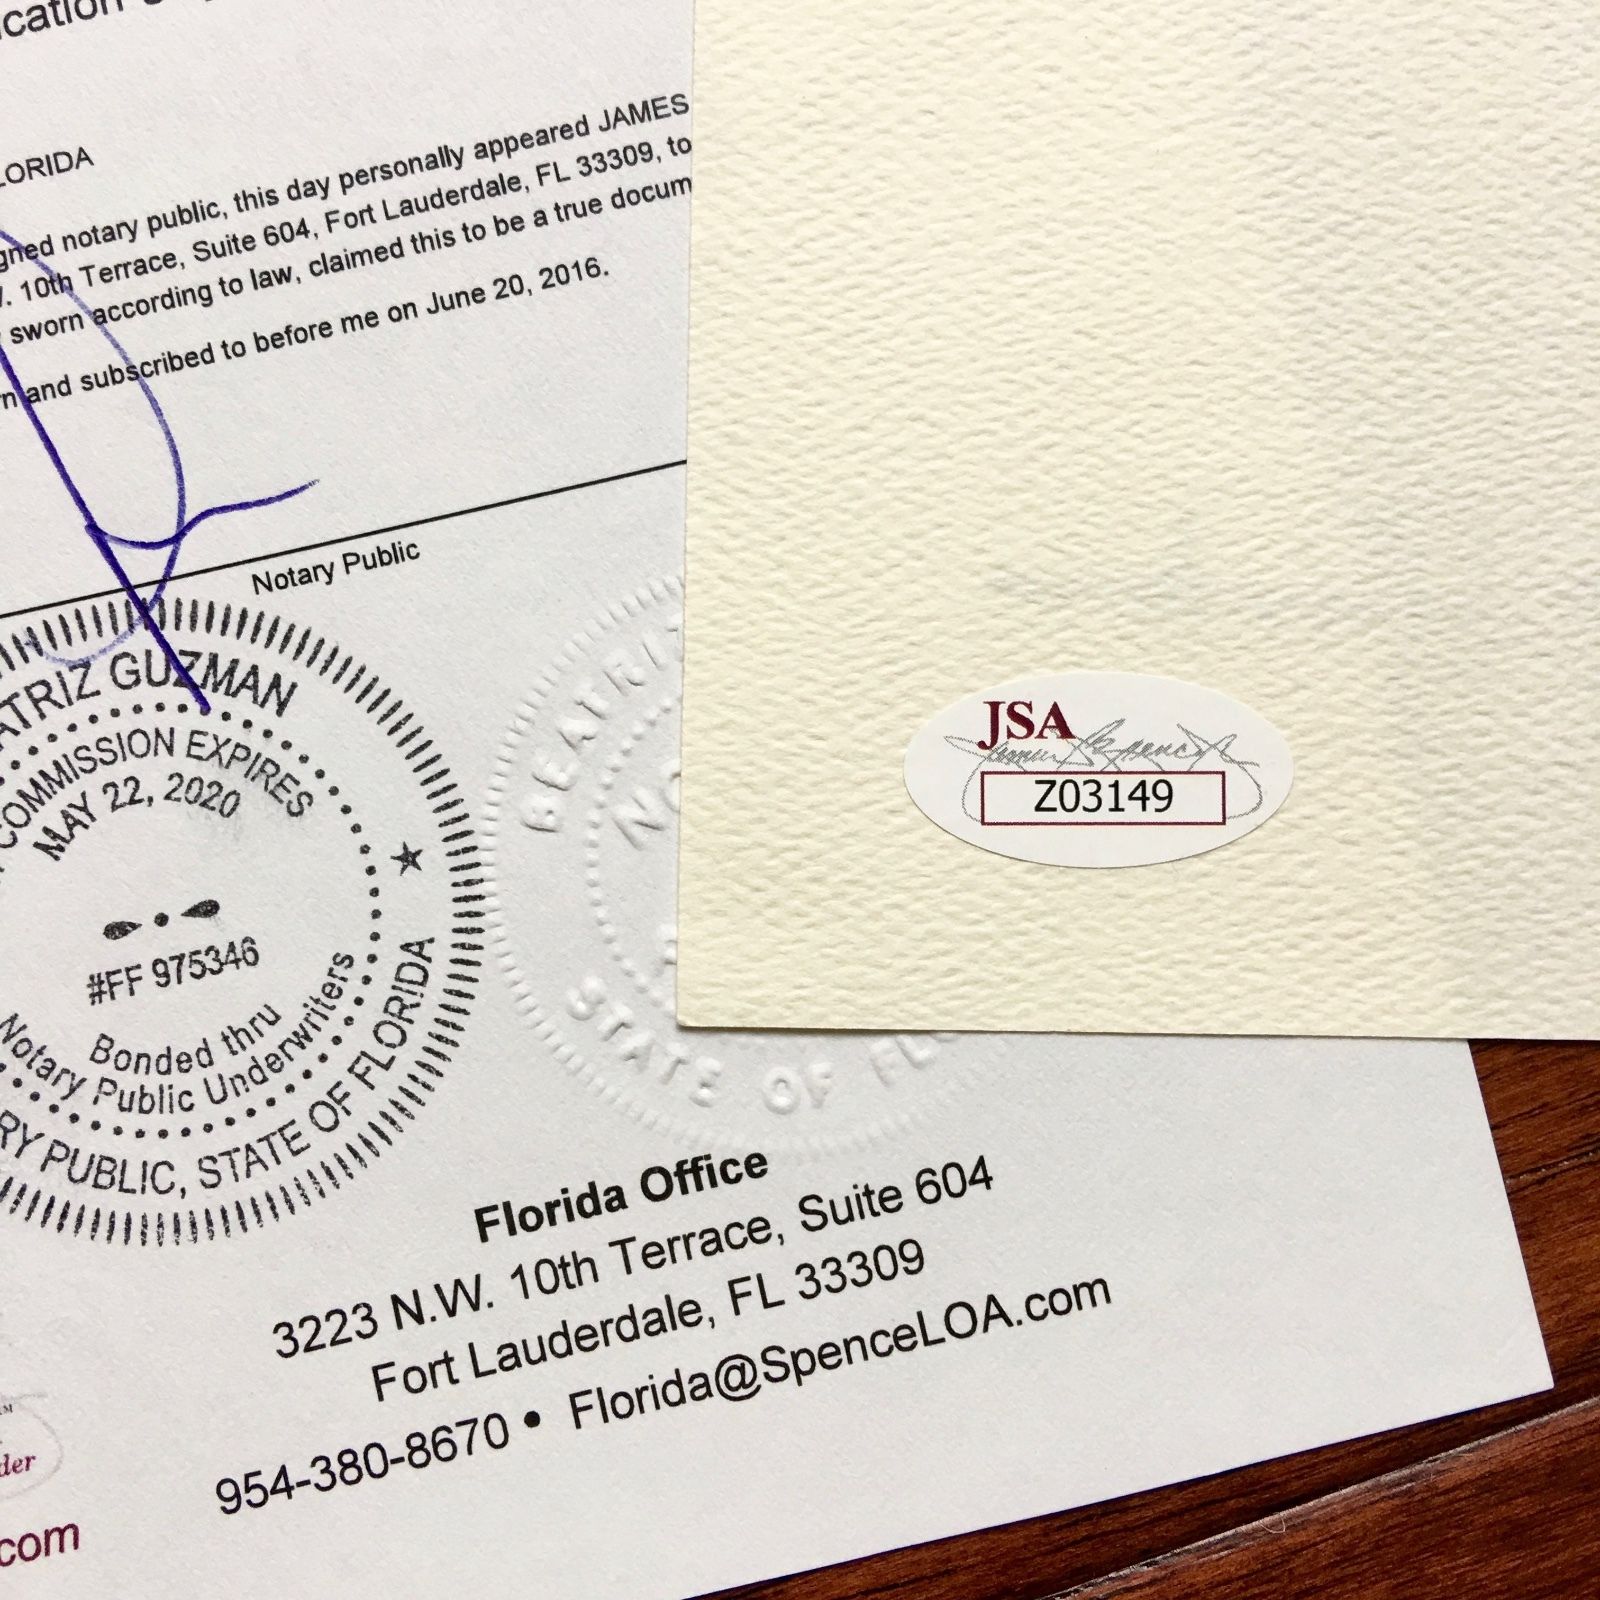 LORIDA
notary public, this day personally appeared JAMES
10th Terrace, Suite 604, Fort Lauderdale, FL 33309, to
sworn according to law, claimed this to be a true docum
and subscribed to before me on June 20, 2016.
Notary Public
ATRIZ GUZMAN
COMMISSION EXPIRES
MAY 22, 2020
#FF 975346
Bonded thru
Notary Public Underwriters
RY PUBLIC, STATE OF FLORIDA
BEATRIZ
STATE OF FLO
JSA
Z03149
Florida Office
3223 N.W. 10th Terrace, Suite 604
Fort Lauderdale, FL 33309
954-380-8670 • Florida@SpenceLOA.com
der
.com